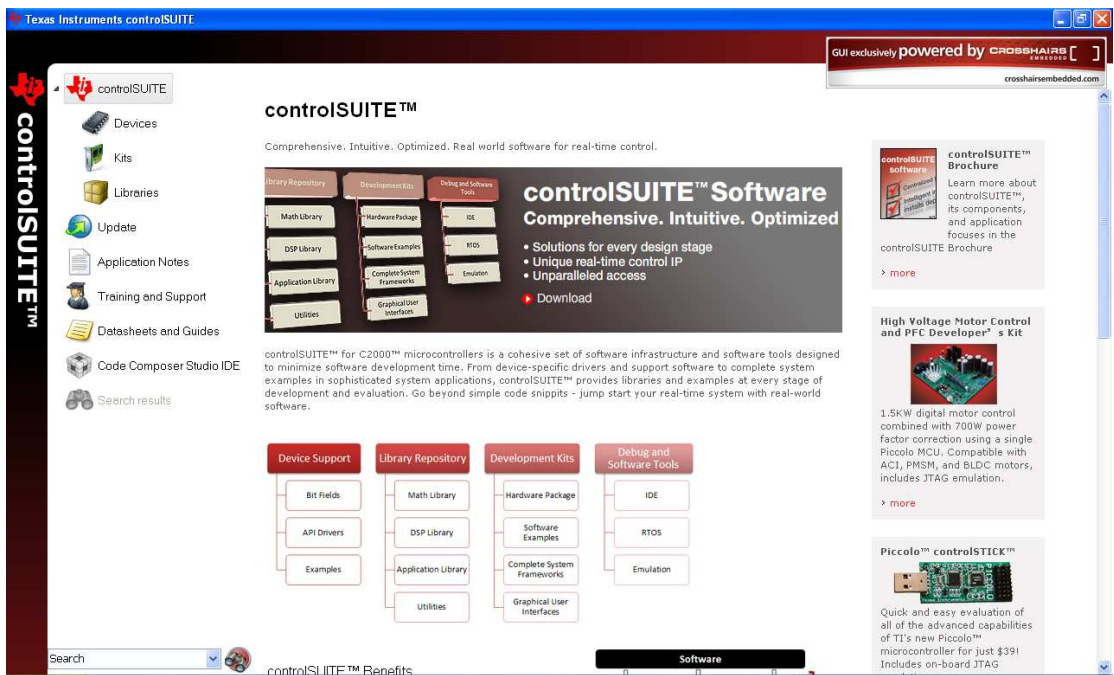 Texas Instruments controlSUITE
GUI exclusively powered by CROSSHAIRS EMBEDDED
crosshairsembedded.com
controlSUITE™
controlSUITE
Devices
Kits
Libraries
Update
Application Notes
Training and Support
Datasheets and Guides
Code Composer Studio IDE
Search results
Search
controlSUITE™
Comprehensive. Intuitive. Optimized. Real world software for real-time control.
Library Repository
Math Library
DSP Library
Application Library
Utilities
Development Kits
Hardware Package
Software Examples
Complete System
Frameworks
Graphical User
Interfaces
Debug and Software
Tools
IDE
RTOS
Emulation
controlSUITE™ Software
Comprehensive. Intuitive. Optimized
• Solutions for every design stage
• Unique real-time control IP
• Unparalleled access
Download
controlSUITE™ for C2000™ microcontrollers is a cohesive set of software infrastructure and software tools designed
to minimize software development time. From device-specific drivers and support software to complete system
examples in sophisticated system applications, controlSUITE™ provides libraries and examples at every stage of
development and evaluation. Go beyond simple code snippits - jump start your real-time system with real-world
software.
Device Support
Bit Fields
API Drivers
Examples
Library Repository
Math Library
DSP Library
Application Library
Utilities
Development Kits
Hardware Package
Software
Examples
Complete System
Frameworks
Graphical User
Interfaces
Debug and
Software Tools
IDE
RTOS
Emulation
controlSUITE™ Benefits
Software
controlSUITE
software
controlSUITE™
Brochure
Learn more about
controlSUITE™,
its components,
and application
focuses in the
controlSUITE Brochure
> more
High Voltage Motor Control
and PFC Developer’s Kit
1.5KW digital motor control
combined with 700W power
factor correction using a single
Piccolo MCU. Compatible with
ACI, PMSM, and BLDC motors,
includes JTAG emulation.
> more
Piccolo™ controlSTICK™
PICCOLO
Quick and easy evaluation of
all of the advanced capabilities
of TI's new Piccolo™
microcontroller for just $39!
Includes on-board JTAG